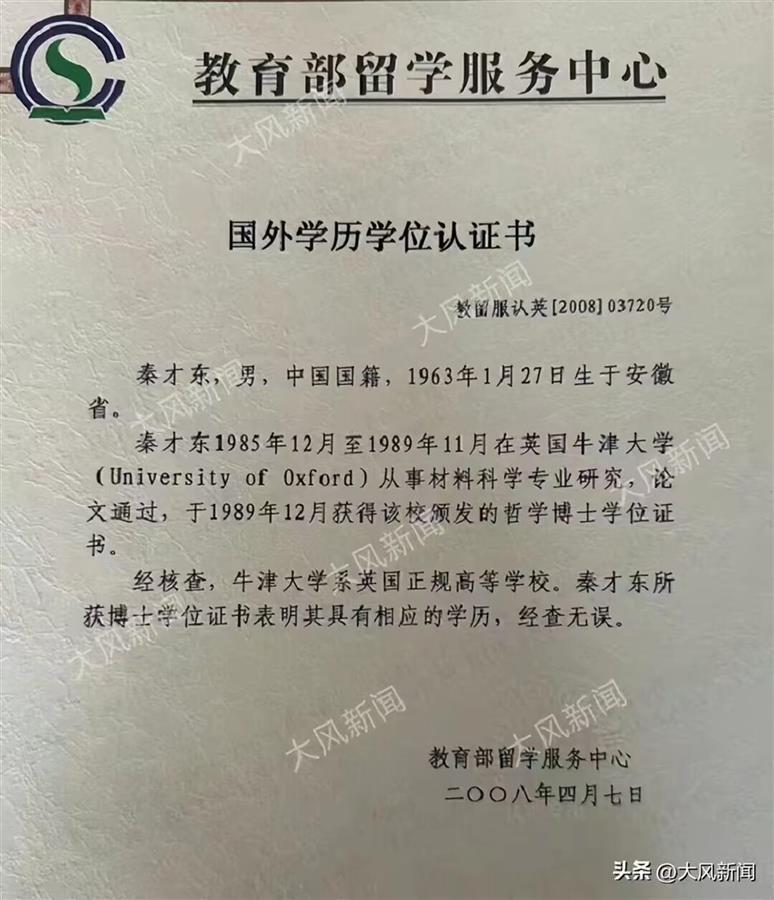 教育部留学服务中心
大风新闻
国外学历学位认证书
大风新闻
教留服认英[2008]03720号
秦才东，男，中国国籍，1963年1月27日生于安徽
省。
大风新闻
秦才东1985年12月至1989年11月在英国牛津大学
（University of Oxford）从事材料科学专业研究，论
大风新闻
文通过，于1989年12月获得该校颁发的哲学博士学位证
书。
大风新闻
经核查，牛津大学系英国正规高等学校。秦才东所
获博士学位证书表明其具有相应的学历，经查无误。
大风新闻
大风新闻
大风新闻
教育部留学服务中心
二〇〇八年四月七日
头条 @大风新闻